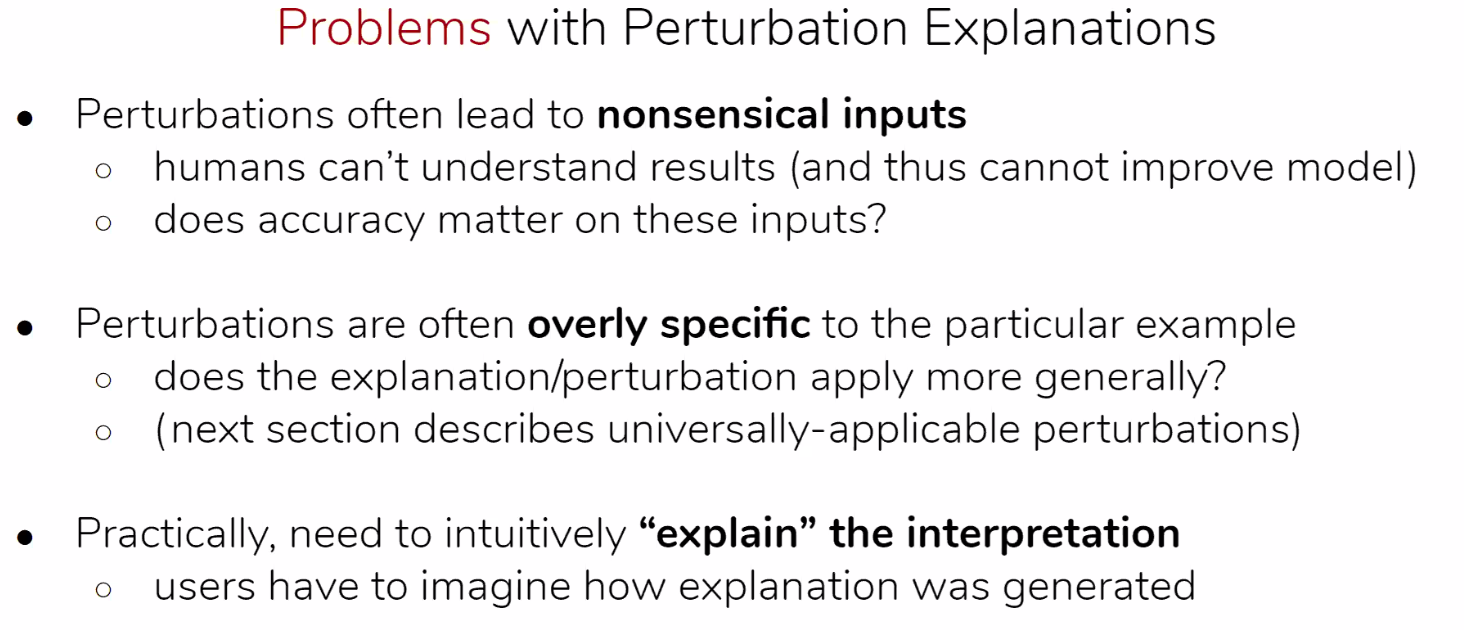 Problems with Perturbation Explanations
● Perturbations often lead to nonsensical inputs
○ humans can't understand results (and thus cannot improve model)
○ does accuracy matter on these inputs?
● Perturbations are often overly specific to the particular example
○ does the explanation/perturbation apply more generally?
○ (next section describes universally-applicable perturbations)
● Practically, need to intuitively “explain” the interpretation
○ users have to imagine how explanation was generated